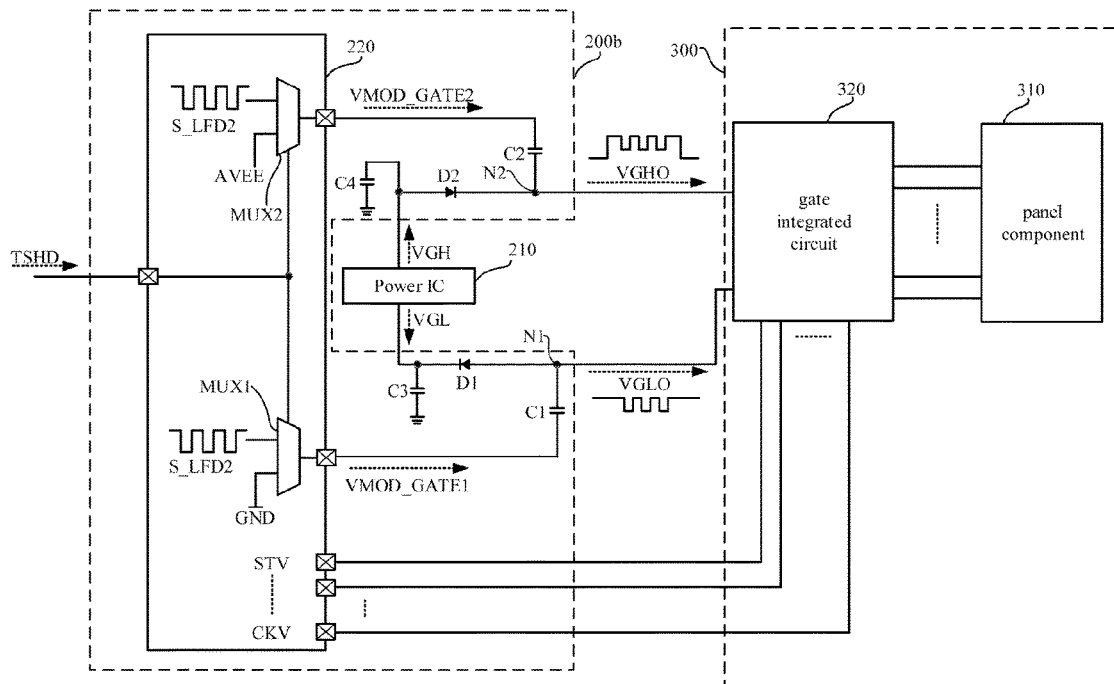 220
200b
300
S_LFD2
VMOD_GATE2
320
310
AVEE
MUX2
C4
D2
N2
C2
VGHO
gate
integrated
circuit
panel
component
TSHD
VGH
210
Power IC
VGL
N1
MUX1
C3
D1
C1
VGLO
S_LFD2
VMOD_GATE1
GND
STV
CKV